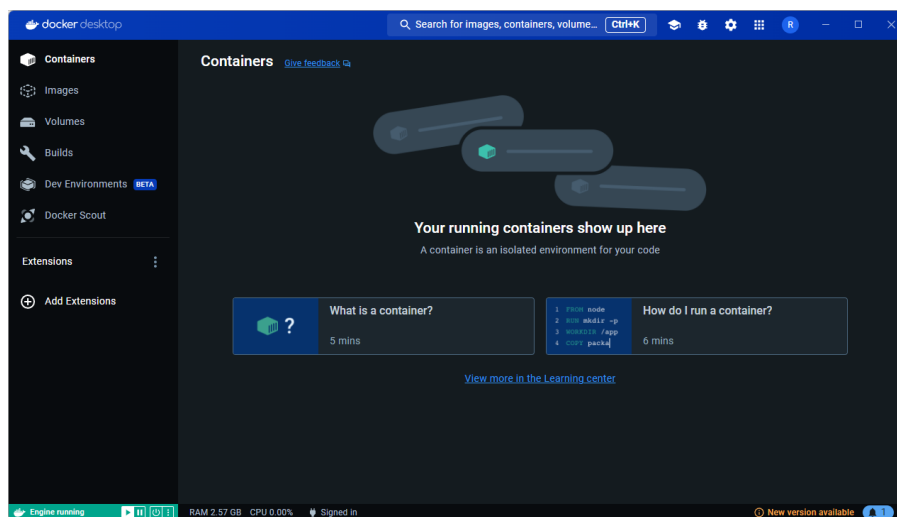 docker desktop
Search for images, containers, volume... Ctrl+K
R
Containers
Images
Volumes
Builds
Dev Environments BETA
Docker Scout
Extensions
Add Extensions
Containers Give feedback
Your running containers show up here
A container is an isolated environment for your code
?
What is a container?
5 mins
1 FROM node
2 RUN mkdir -p
3 WORKDIR /app
4 COPY packa
How do I run a container?
6 mins
View more in the Learning center
Engine running
RAM 2.57 GB CPU 0.00% Signed in
New version available
1